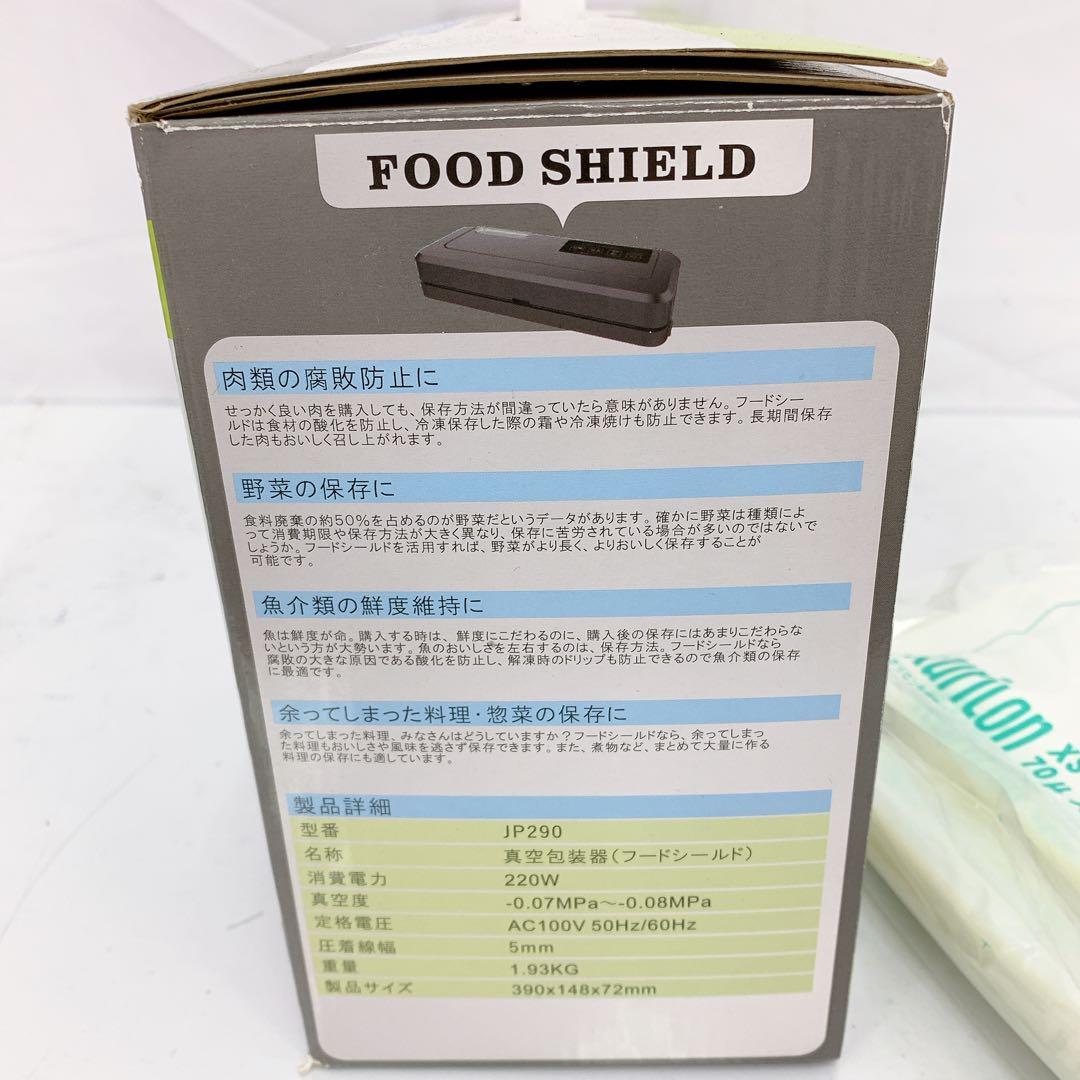 FOOD SHIELD
肉類の腐敗防止に
せっかく良い肉を購入しても、保存方法が間違っていたら意味がありません。フードシー
ルドは食材の酸化を防止し、冷凍保存した際の霜や冷凍焼けも防止できます。長期間保存
した肉もおいしく召し上がれます。
野菜の保存に
食料廃棄の約50%を占めるのが野菜だというデータがあります。確かに野菜は種類によ
って消費期限や保存方法が大きく異なり、保存に苦労されている場合が多いのではないで
しょうか。フードシールドを活用すれば、野菜がより長く、よりおいしく保存することが
可能です。
魚介類の鮮度維持に
魚は鮮度が命。購入する時は、鮮度にこだわるのに、購入後の保存にはあまりこだわらな
いという方が大勢います。魚のおいしさを左右するのは、保存方法。フードシールドなら
腐敗の大きな原因である酸化を防止し、解凍時のドリップも防止できるので魚介類の保存
に最適です。
余ってしまった料理・惣菜の保存に
余ってしまった料理、みなさんはどうしていますか？フードシールドなら、余ってしまっ
た料理もおいしさや風味を逃さず保存できます。また、煮物など、まとめて大量に作る
料理の保存にも適しています。
製品詳細
型番 JP290
名称 真空包装器(フードシールド)
消費電力 220W
真空度 -0.07MPa〜-0.08MPa
定格電圧 AC100V 50Hz/60Hz
圧着線幅 5mm
重量 1.93KG
製品サイズ 390x148x72mm
kurilon
XS
70μ